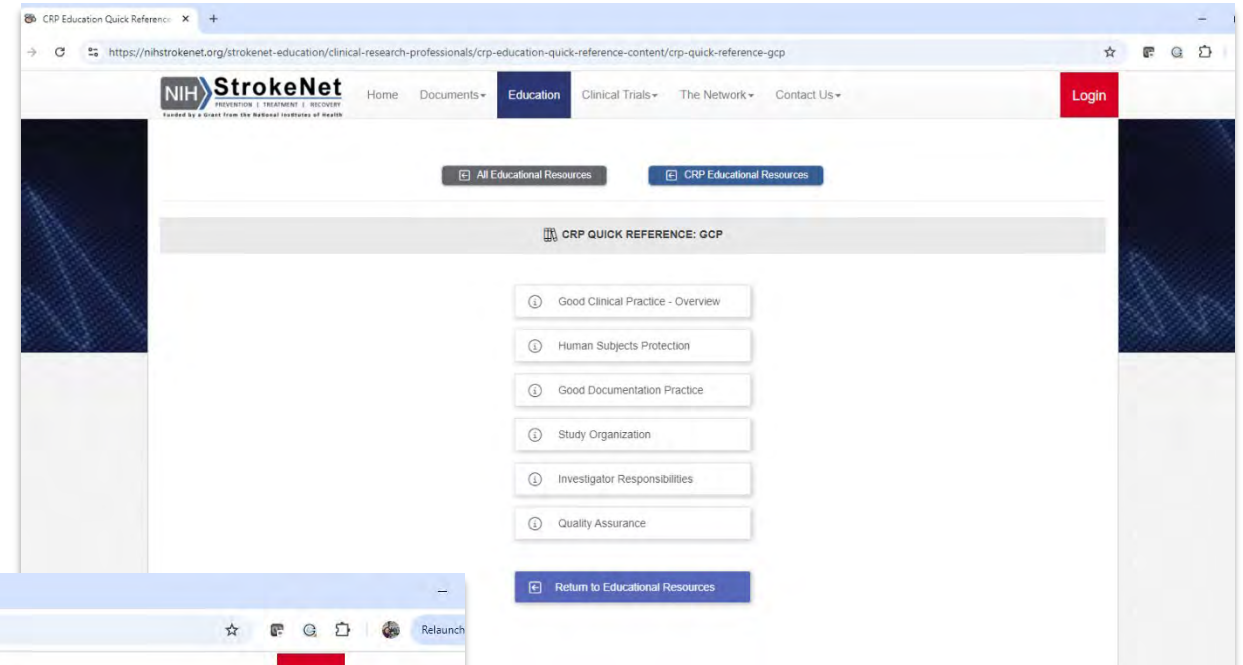 CRP Education Quick Reference
https://nihstrokenet.org/strokenet-education/clinical-research-professionals/crp-education-quick-reference-content/crp-quick-reference-gcp
NIH StrokeNet
PREVENTION | TREATMENT | RECOVERY
Funded by a Grant from the National Institutes of Health
Home Documents Education Clinical Trials The Network Contact Us Login
All Educational Resources CRP Educational Resources
CRP QUICK REFERENCE: GCP
Good Clinical Practice - Overview
Human Subjects Protection
Good Documentation Practice
Study Organization
Investigator Responsibilities
Quality Assurance
Return to Educational Resources
Relaunch